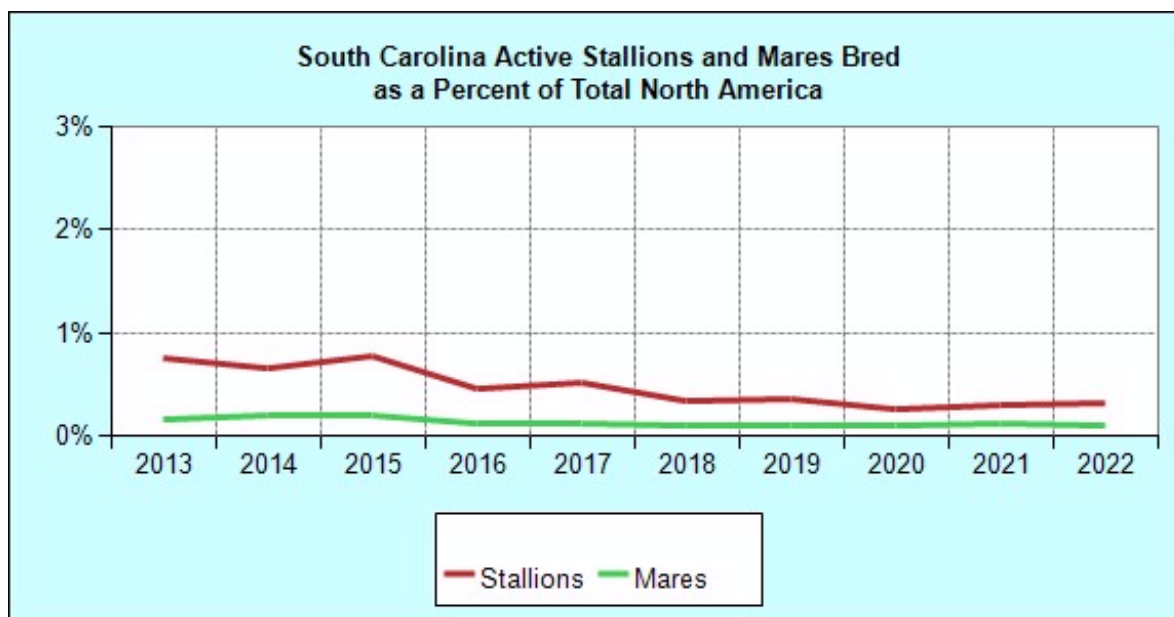 South Carolina Active Stallions and Mares Bred
as a Percent of Total North America
3%
2%
1%
0%
2013 2014 2015 2016 2017 2018 2019 2020 2021 2022
Stallions Mares